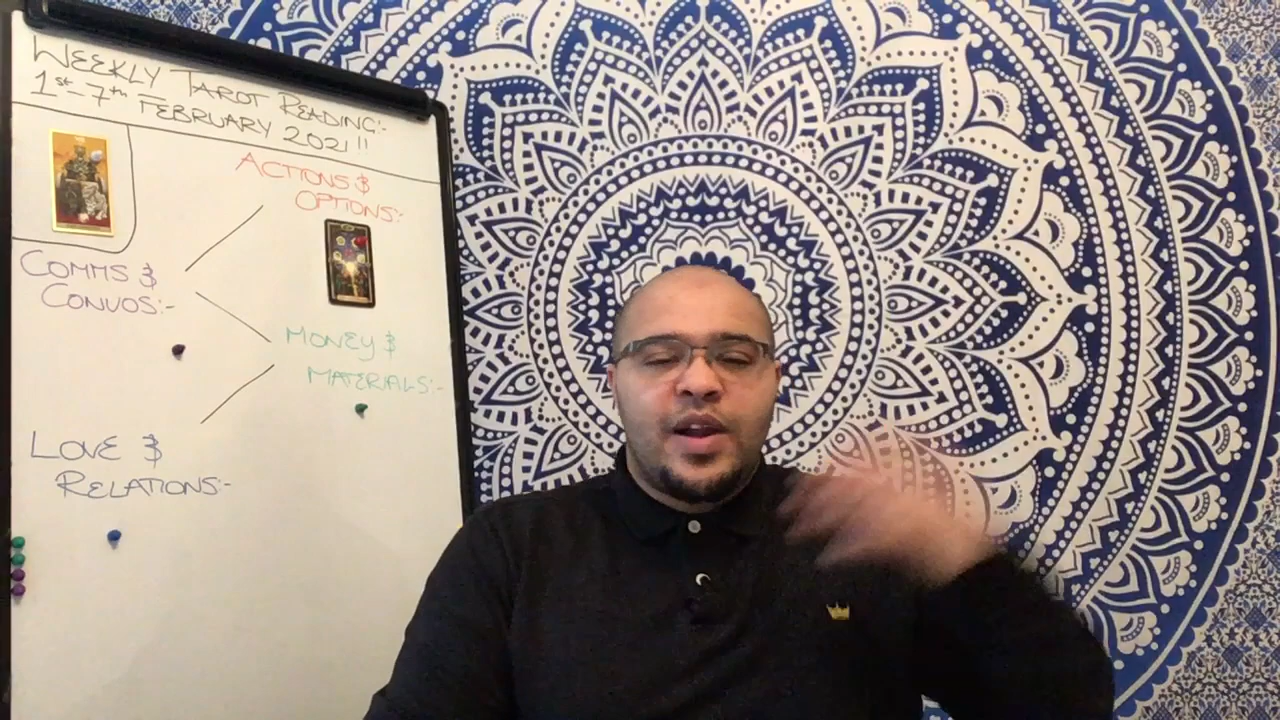 WEEKLY TAROT READING:-
1st-7th FEBRUARY 2021!!
ACTIONS &
OPTIONS:-
COMMS &
CONVOS:-
MONEY &
MATERIALS:-
LOVE &
RELATIONS:-